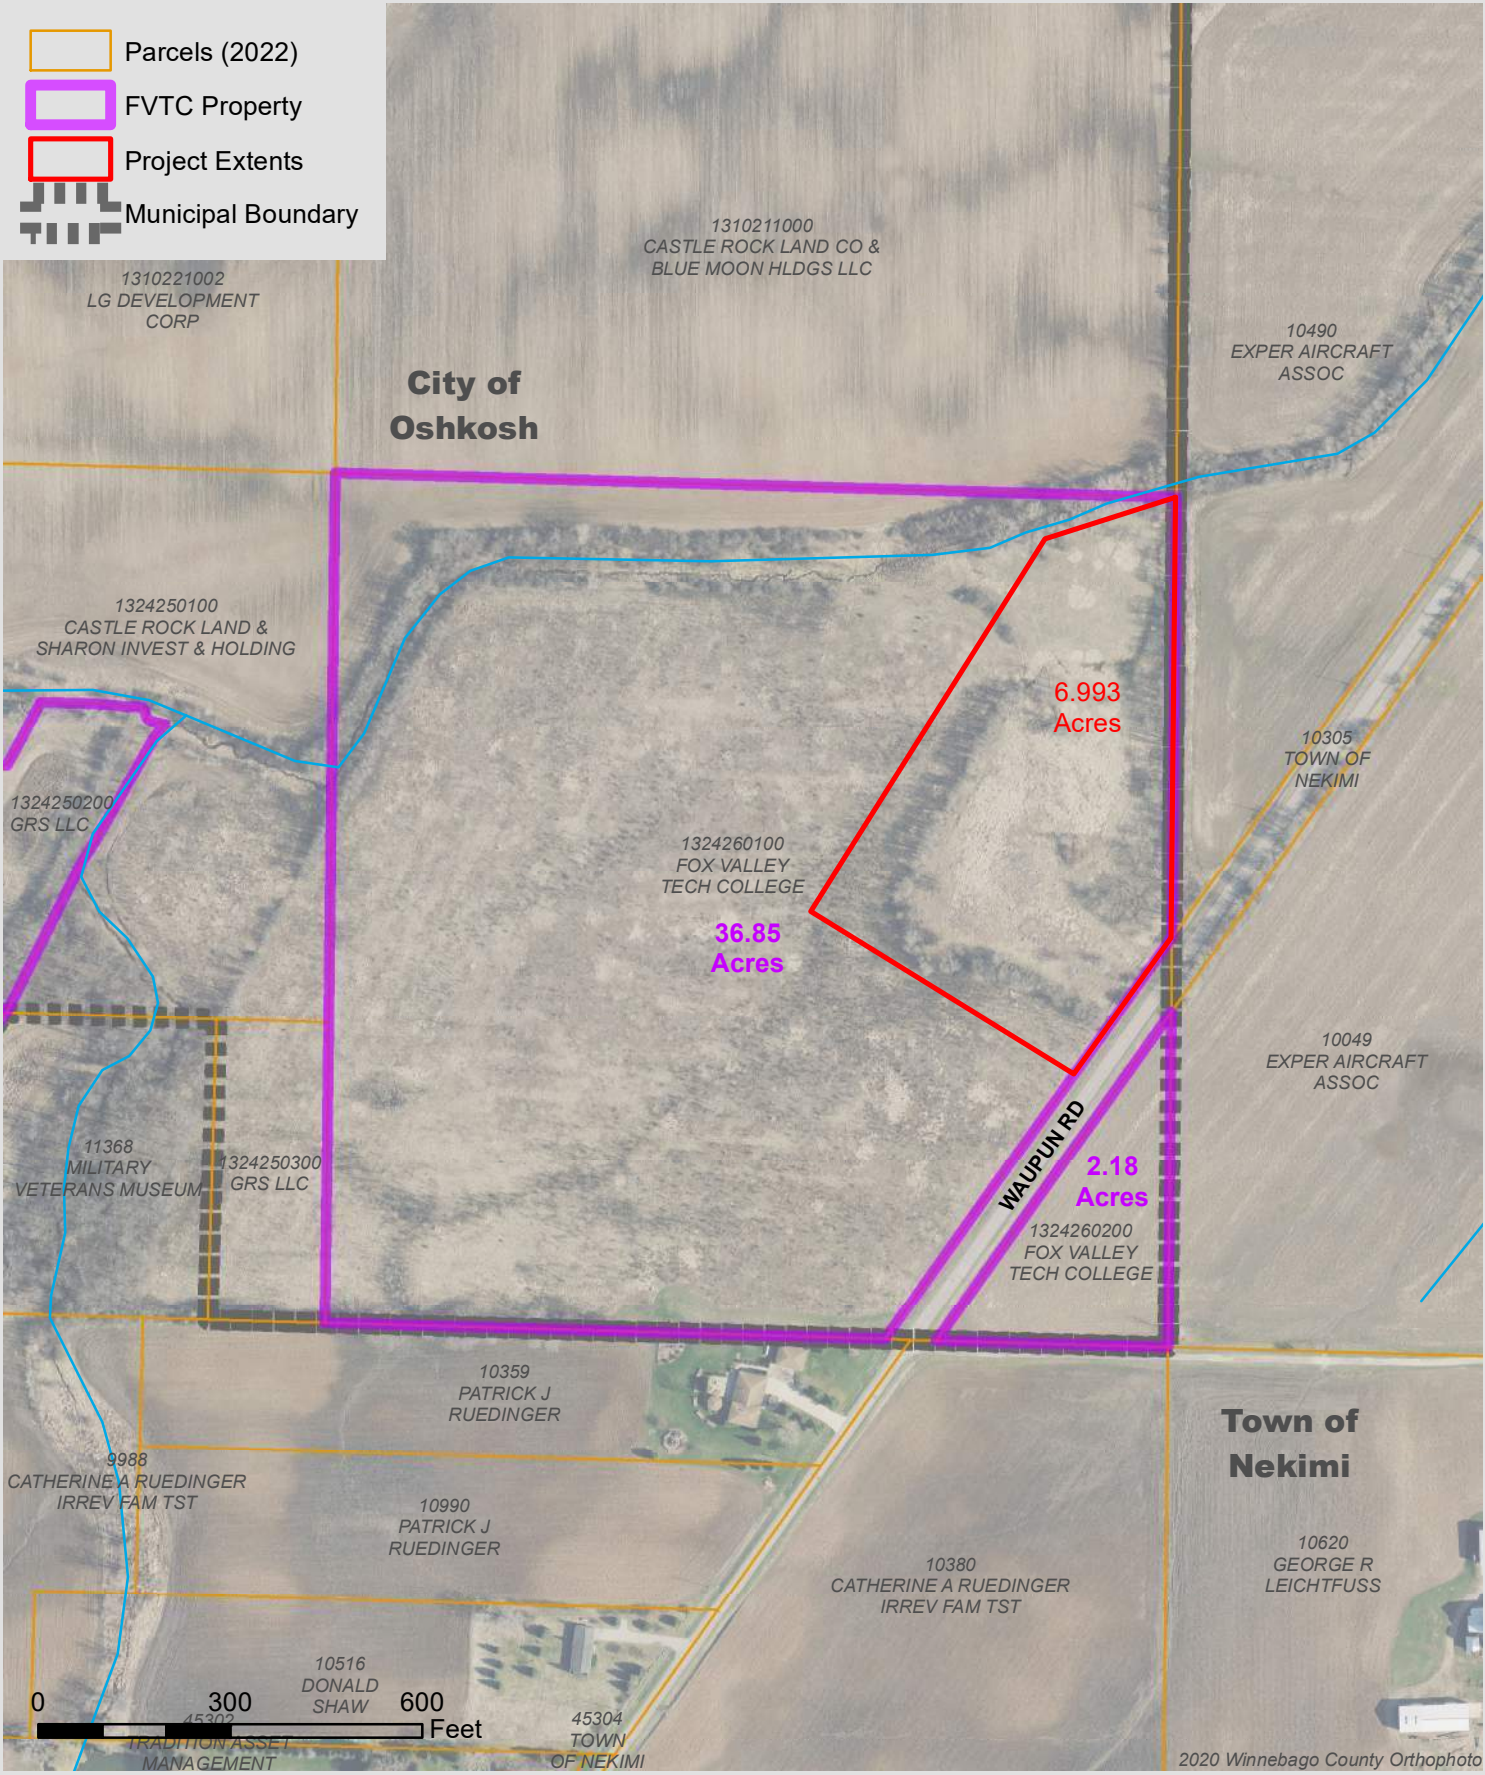 Parcels (2022)
FVTC Property
Project Extents
Municipal Boundary
1310211000
CASTLE ROCK LAND CO &
BLUE MOON HLDGS LLC
1310221002
LG DEVELOPMENT
CORP
10490
EXPER AIRCRAFT
ASSOC
City of
Oshkosh
1324250100
CASTLE ROCK LAND &
SHARON INVEST & HOLDING
6.993
Acres
10305
TOWN OF
NEKIMI
1324250200
GRS LLC
1324260100
FOX VALLEY
TECH COLLEGE
36.85
Acres
10049
EXPER AIRCRAFT
ASSOC
WAUPUN RD
11368
MILITARY
VETERANS MUSEUM
1324250300
GRS LLC
2.18
Acres
1324260200
FOX VALLEY
TECH COLLEGE
10359
PATRICK J
RUEDINGER
Town of
Nekimi
9988
CATHERINE A RUEDINGER
IRREV FAM TST
10990
PATRICK J
RUEDINGER
10380
CATHERINE A RUEDINGER
IRREV FAM TST
10620
GEORGE R
LEICHTFUSS
10516
DONALD
SHAW
0 300 600
Feet
45302
TRADITION ASSET
MANAGEMENT
45304
TOWN
OF NEKIMI
2020 Winnebago County Orthophoto